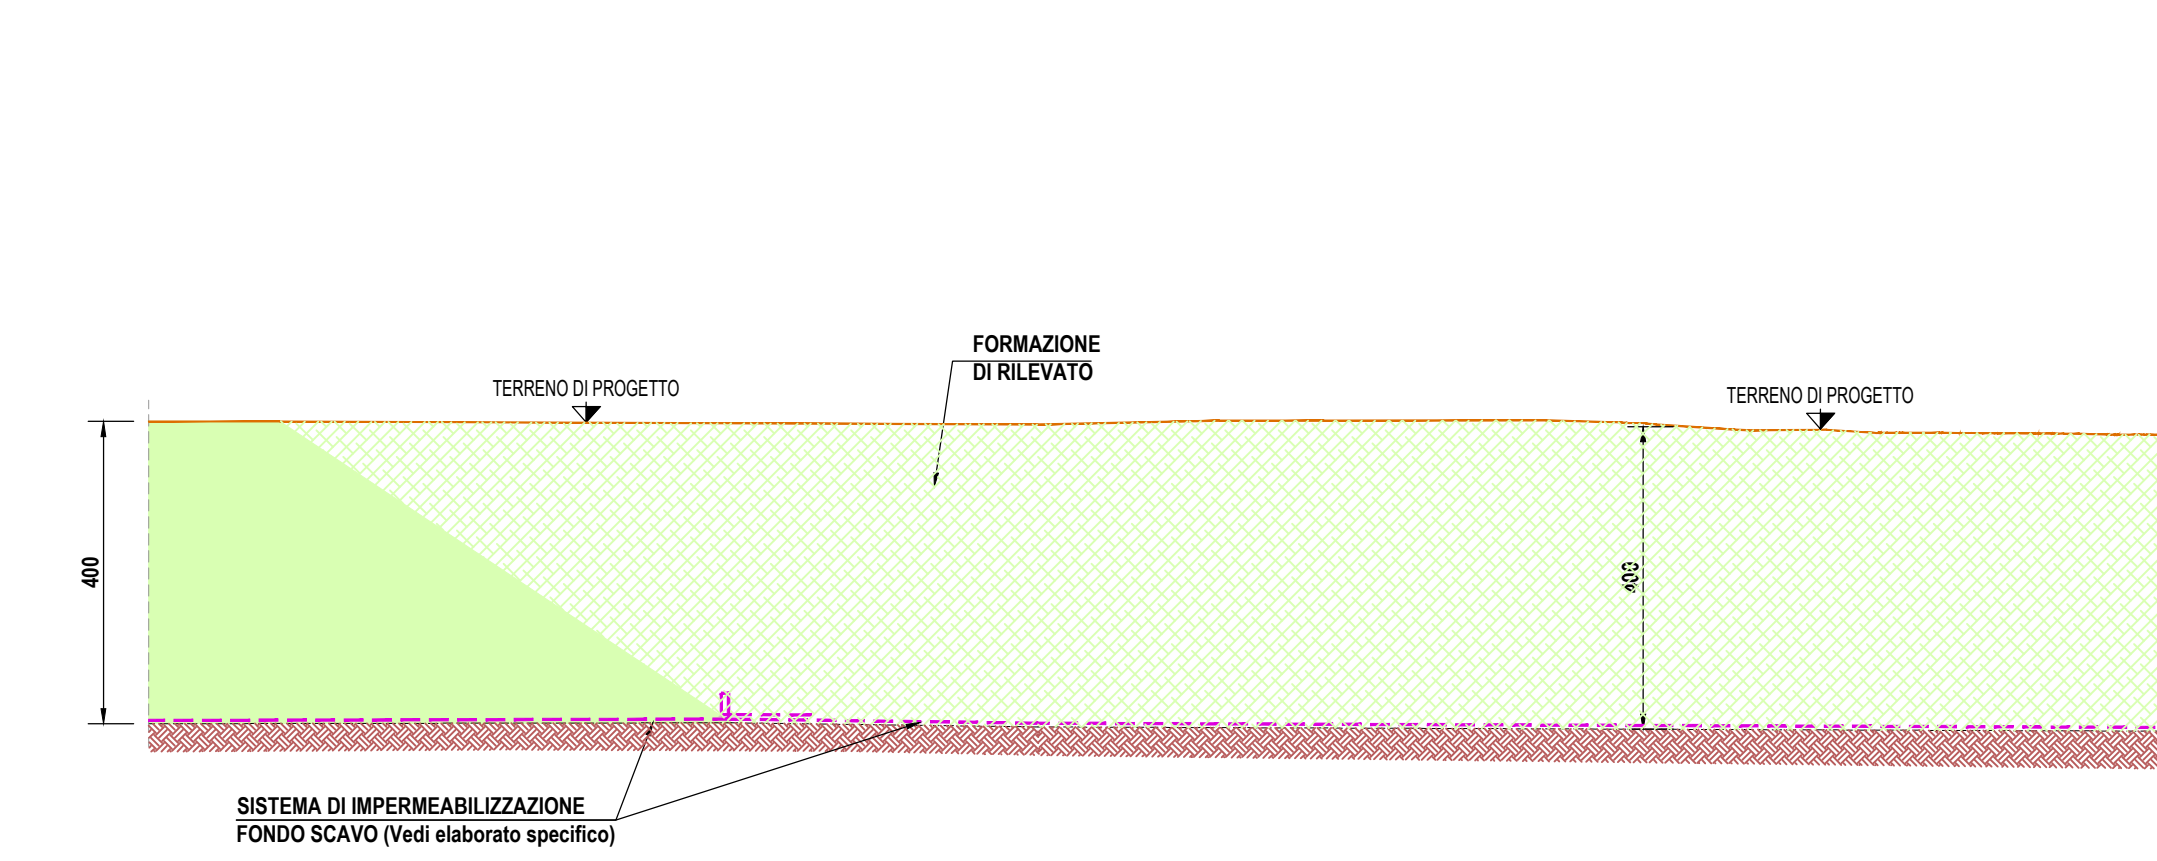 FORMAZIONE
DI RILEVATO
TERRENO DI PROGETTO
TERRENO DI PROGETTO
400
400
SISTEMA DI IMPERMEABILIZZAZIONE
FONDO SCAVO (Vedi elaborato specifico)